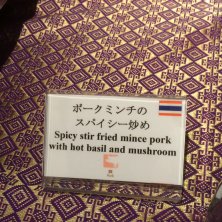 ポークミンチの
スパイシー炒め
Spicy stir fried mince pork
with hot basil and mushroom
豚